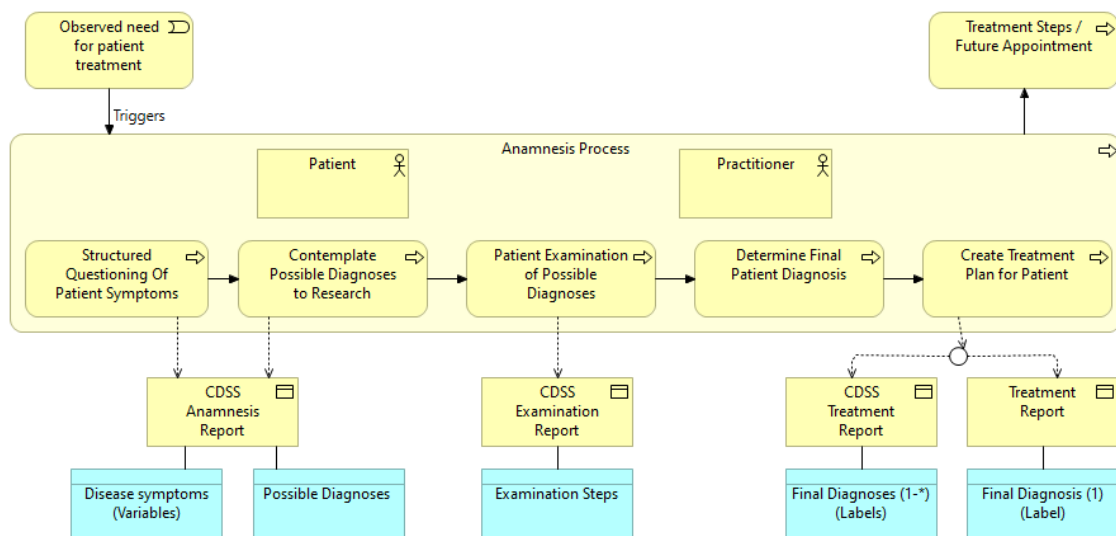 Observed need
for patient
treatment
Treatment Steps /
Future Appointment
Triggers
Anamnesis Process
Patient
Practitioner
Structured
Questioning Of
Patient Symptoms
Contemplate
Possible Diagnoses
to Research
Patient Examination
of Possible
Diagnoses
Determine Final
Patient Diagnosis
Create Treatment
Plan for Patient
CDSS
Anamnesis
Report
CDSS
Examination
Report
CDSS
Treatment
Report
Treatment
Report
Disease symptoms
(Variables)
Possible Diagnoses
Examination Steps
Final Diagnoses (1-*)
(Labels)
Final Diagnosis (1)
(Label)